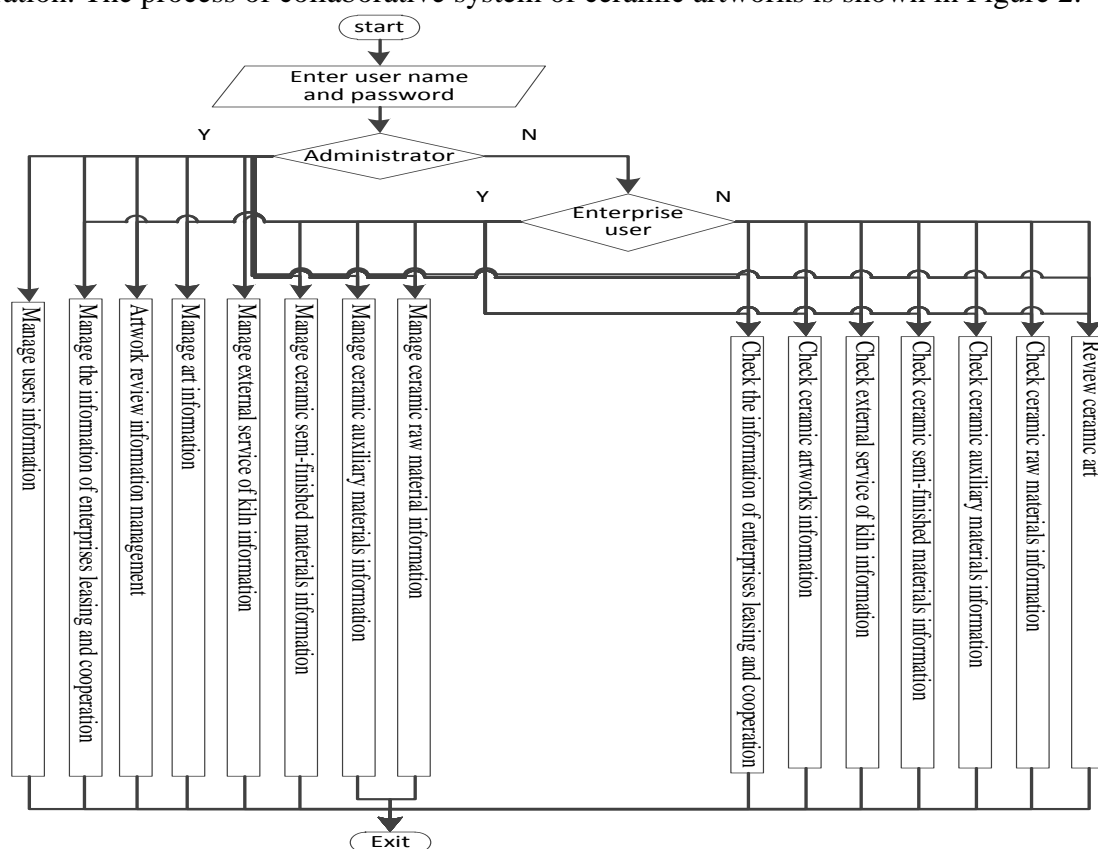 ation. The process of collaborative system of ceramic artworks is shown in Figure 2.
start
Enter user name
and password
Y
N
Administrator
Y
N
Enterprise
user
Manage users information
Manage the information of enterprises leasing and cooperation
Artwork review information management
Manage art information
Manage external service of kiln information
Manage ceramic semi-finished materials information
Manage ceramic auxiliary materials information
Manage ceramic raw material information
Check the information of enterprises leasing and cooperation
Check ceramic artworks information
Check external service of kiln information
Check ceramic semi-finished materials information
Check ceramic auxiliary materials information
Check ceramic raw materials information
Review ceramic art
Exit